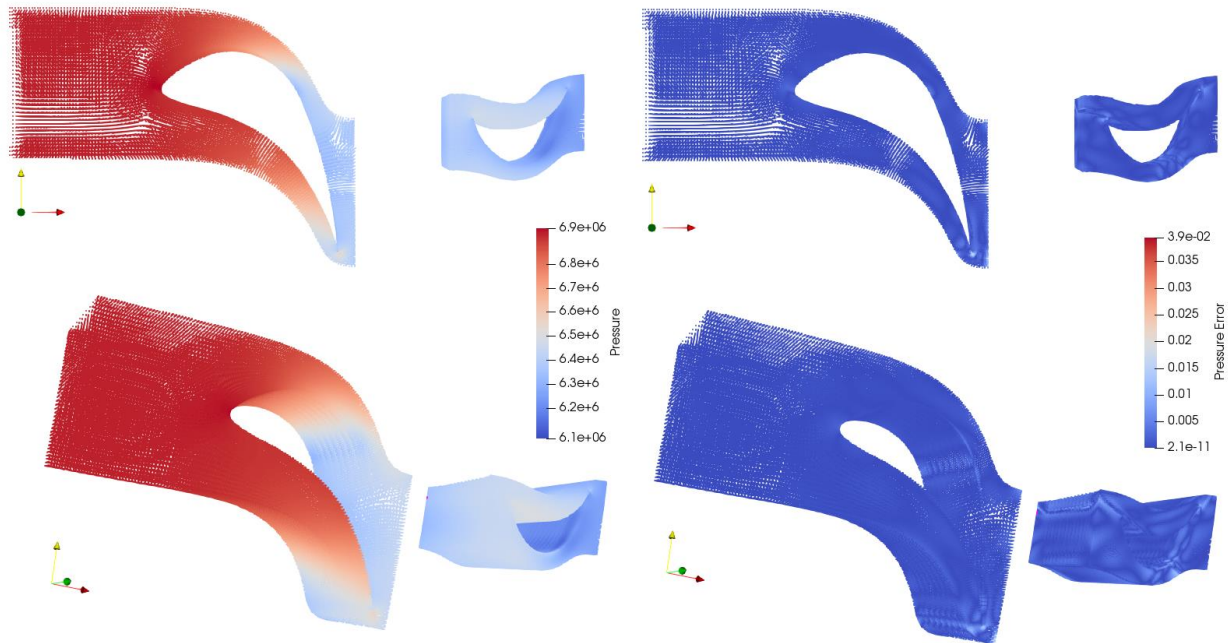 6.9e+06
6.8e+6
6.7e+6
6.6e+6
6.5e+6
6.4e+6
6.3e+6
6.2e+6
6.1e+06
Pressure
3.9e-02
0.035
0.03
0.025
0.02
0.015
0.01
0.005
2.1e-11
Pressure Error